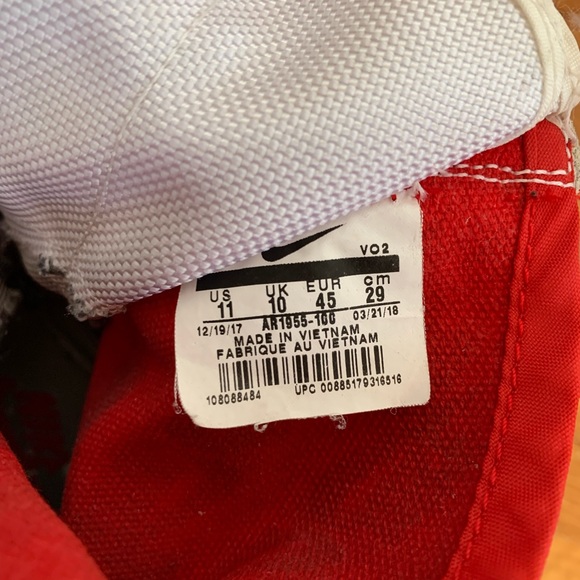 VO2
US UK EUR cm
11 10 45 29
12/19/17 AR1955-100 03/21/18
MADE IN VIETNAM
FABRIQUE AU VIETNAM
108088484 UPC 00885179316516